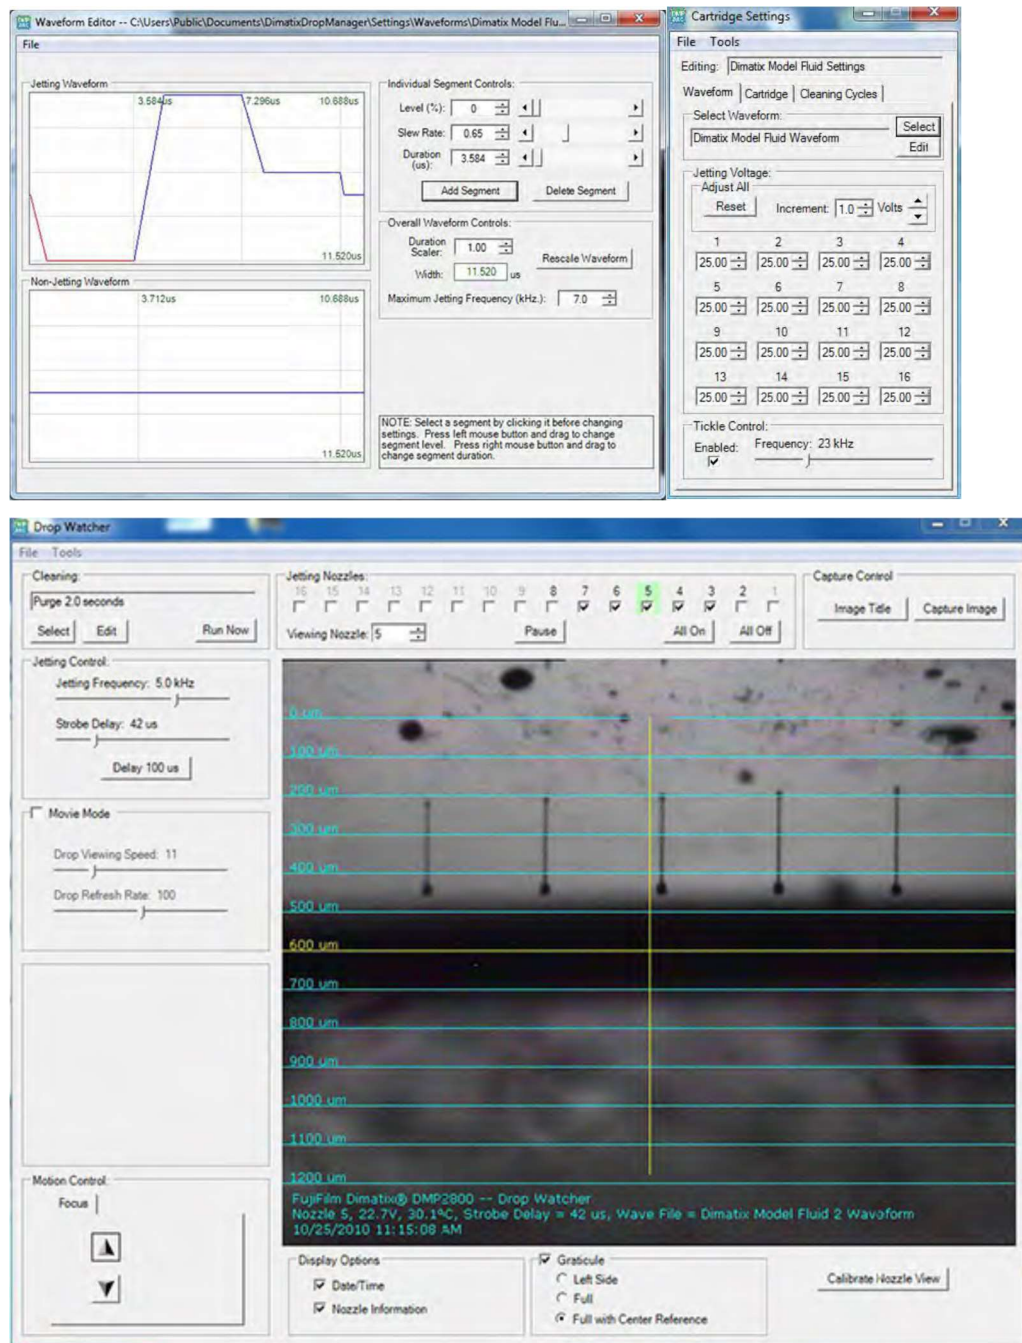 Waveform Editor -- C:\Users\Public\Documents\DimatixDropManager\Settings\Waveforms\Dimatix Model Flu...
File
Jetting Waveform
3.584us 7.296us 10.688us
11.520us
Non-Jetting Waveform
3.712us 10.688us
11.520us
Individual Segment Controls:
Level (%): 0
Slew Rate: 0.65
Duration (us): 3.584
Add Segment Delete Segment
Overall Waveform Controls:
Duration Scaler: 1.00
Width: 11.520 us
Rescale Waveform
Maximum Jetting Frequency (kHz.): 7.0
NOTE: Select a segment by clicking it before changing
settings. Press left mouse button and drag to change
segment level. Press right mouse button and drag to
change segment duration.
Cartridge Settings
File Tools
Editing: Dimatix Model Fluid Settings
Waveform Cartridge Cleaning Cycles
Select Waveform:
Dimatix Model Fluid Waveform
Select
Edit
Jetting Voltage:
Adjust All
Reset Increment: 1.0 Volts
1 2 3 4
25.00 25.00 25.00 25.00
5 6 7 8
25.00 25.00 25.00 25.00
9 10 11 12
25.00 25.00 25.00 25.00
13 14 15 16
25.00 25.00 25.00 25.00
Tickle Control:
Enabled: Frequency: 23 kHz
Drop Watcher
File Tools
Cleaning:
Purge 2.0 seconds
Select Edit Run Now
Jetting Nozzles:
16 15 14 13 12 11 10 9 8 7 6 5 4 3 2 1
Viewing Nozzle: 5 Pause All On All Off
Capture Control
Image Title Capture Image
Jetting Control:
Jetting Frequency: 5.0 kHz
Strobe Delay: 42 us
Delay 100 us
Movie Mode
Drop Viewing Speed: 11
Drop Refresh Rate: 100
Motion Control:
Focus
0 um
100 um
200 um
300 um
400 um
500 um
600 um
700 um
800 um
900 um
1000 um
1100 um
1200 um
FujiFilm Dimatix® DMP2800 -- Drop Watcher
Nozzle 5, 22.7V, 30.1ºC, Strobe Delay = 42 us, Wave File = Dimatix Model Fluid 2 Waveform
10/25/2010 11:15:08 AM
Display Options
Date/Time
Nozzle Information
Graticule
Left Side
Full
Full with Center Reference
Calibrate Nozzle View